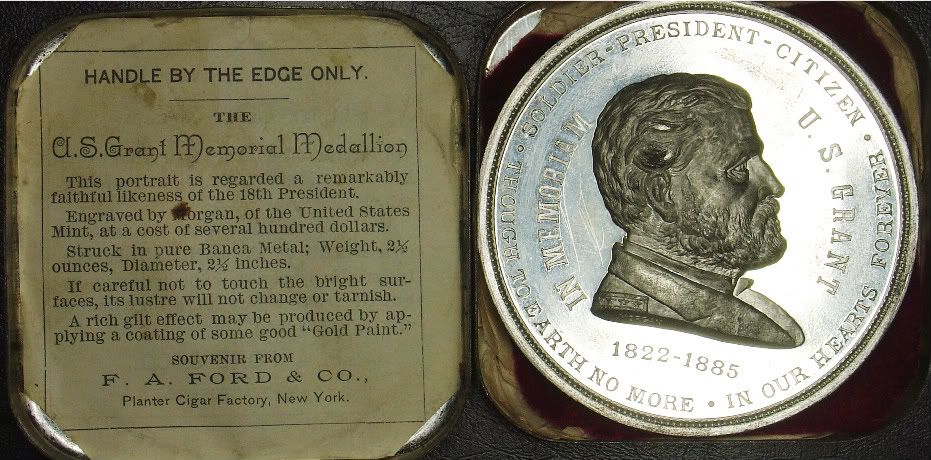 HANDLE BY THE EDGE ONLY.
THE
U.S. Grant Memorial Medallion
This portrait is regarded a remarkably
faithful likeness of the 18th President.
Engraved by Morgan, of the United States
Mint, at a cost of several hundred dollars.
Struck in pure Banca Metal; Weight, 2½
ounces, Diameter, 2½ inches.
If careful not to touch the bright sur-
faces, its lustre will not change or tarnish.
A rich gilt effect may be produced by ap-
plying a coating of some good "Gold Paint."
SOUVENIR FROM
F. A. FORD & CO.,
Planter Cigar Factory, New York.
SOLDIER-PRESIDENT-CITIZEN •
THOUGH TO EARTH NO MORE • IN OUR HEARTS FOREVER
IN MEMORIAM
U. S. GRANT
1822-1885